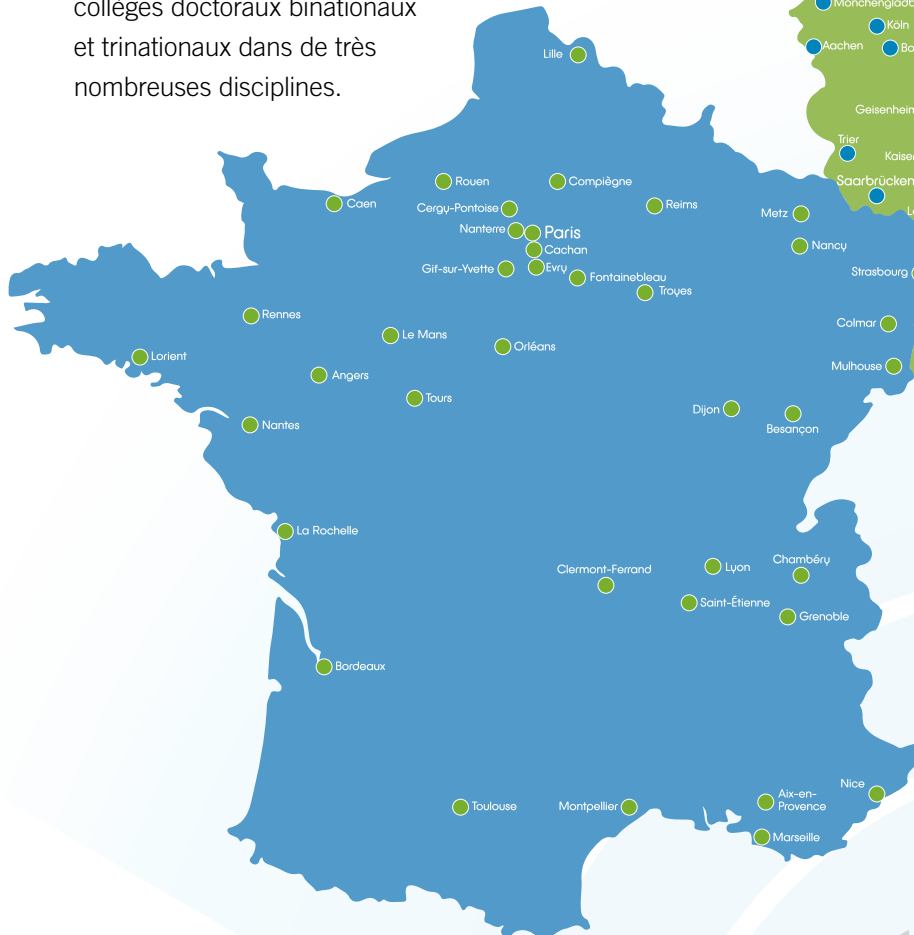 collèges doctoraux binationaux
et trinationaux dans de très
nombreuses disciplines.
Köln
Aachen
Lille
Geisenheim
Trier
Saarbrücken
Rouen
Compiègne
Caen
Cergy-Pontoise
Reims
Metz
Nanterre
Paris
Cachan
Nancy
Gif-sur-Yvette
Evry
Fontainebleau
Strasbourg
Troyes
Rennes
Colmar
Le Mans
Orléans
Lorient
Mulhouse
Angers
Tours
Dijon
Nantes
Besançon
La Rochelle
Clermont-Ferrand
Lyon
Chambéry
Saint-Étienne
Grenoble
Bordeaux
Nice
Toulouse
Montpellier
Aix-en-
Provence
Marseille